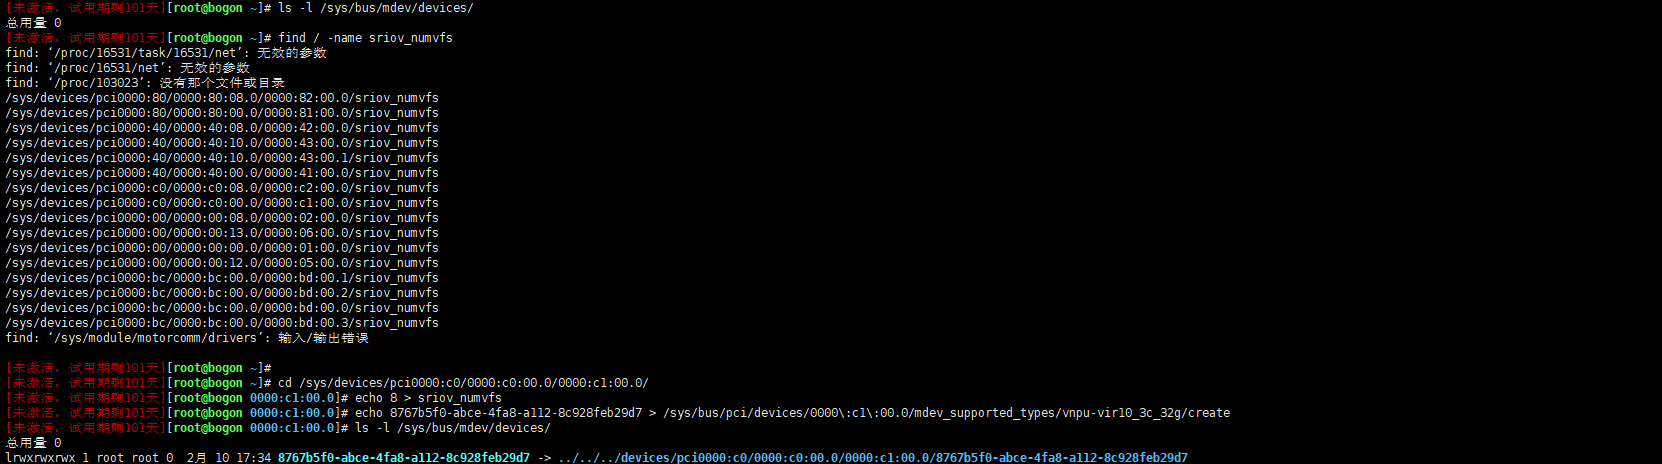 [未激活, 试用期剩101天][root@bogon ~]# ls -l /sys/bus/mdev/devices/
总用量 0
[未激活, 试用期剩101天][root@bogon ~]# find / -name sriov_numvfs
find: ‘/proc/16531/task/16531/net’: 无效的参数
find: ‘/proc/16531/net’: 无效的参数
find: ‘/proc/103023’: 没有那个文件或目录
/sys/devices/pci0000:80/0000:80:08.0/0000:82:00.0/sriov_numvfs
/sys/devices/pci0000:80/0000:80:00.0/0000:81:00.0/sriov_numvfs
/sys/devices/pci0000:40/0000:40:08.0/0000:42:00.0/sriov_numvfs
/sys/devices/pci0000:40/0000:40:10.0/0000:43:00.0/sriov_numvfs
/sys/devices/pci0000:40/0000:40:10.0/0000:43:00.1/sriov_numvfs
/sys/devices/pci0000:40/0000:40:00.0/0000:41:00.0/sriov_numvfs
/sys/devices/pci0000:c0/0000:c0:08.0/0000:c2:00.0/sriov_numvfs
/sys/devices/pci0000:c0/0000:c0:00.0/0000:c1:00.0/sriov_numvfs
/sys/devices/pci0000:00/0000:00:08.0/0000:02:00.0/sriov_numvfs
/sys/devices/pci0000:00/0000:00:13.0/0000:06:00.0/sriov_numvfs
/sys/devices/pci0000:00/0000:00:00.0/0000:01:00.0/sriov_numvfs
/sys/devices/pci0000:00/0000:00:12.0/0000:05:00.0/sriov_numvfs
/sys/devices/pci0000:bc/0000:bc:00.0/0000:bd:00.1/sriov_numvfs
/sys/devices/pci0000:bc/0000:bc:00.0/0000:bd:00.2/sriov_numvfs
/sys/devices/pci0000:bc/0000:bc:00.0/0000:bd:00.0/sriov_numvfs
/sys/devices/pci0000:bc/0000:bc:00.0/0000:bd:00.3/sriov_numvfs
find: ‘/sys/module/motorcomm/drivers’: 输入/输出错误
[未激活, 试用期剩101天][root@bogon ~]#
[未激活, 试用期剩101天][root@bogon ~]# cd /sys/devices/pci0000:c0/0000:c0:00.0/0000:c1:00.0/
[未激活, 试用期剩101天][root@bogon 0000:c1:00.0]# echo 8 > sriov_numvfs
[未激活, 试用期剩101天][root@bogon 0000:c1:00.0]# echo 8767b5f0-abce-4fa8-a112-8c928feb29d7 > /sys/bus/pci/devices/0000\:c1\:00.0/mdev_supported_types/vnpu-vir10_3c_32g/create
[未激活, 试用期剩101天][root@bogon 0000:c1:00.0]# ls -l /sys/bus/mdev/devices/
总用量 0
lrwxrwxrwx 1 root root 0  2月 10 17:34 8767b5f0-abce-4fa8-a112-8c928feb29d7 -> ../../../devices/pci0000:c0/0000:c0:00.0/0000:c1:00.0/8767b5f0-abce-4fa8-a112-8c928feb29d7